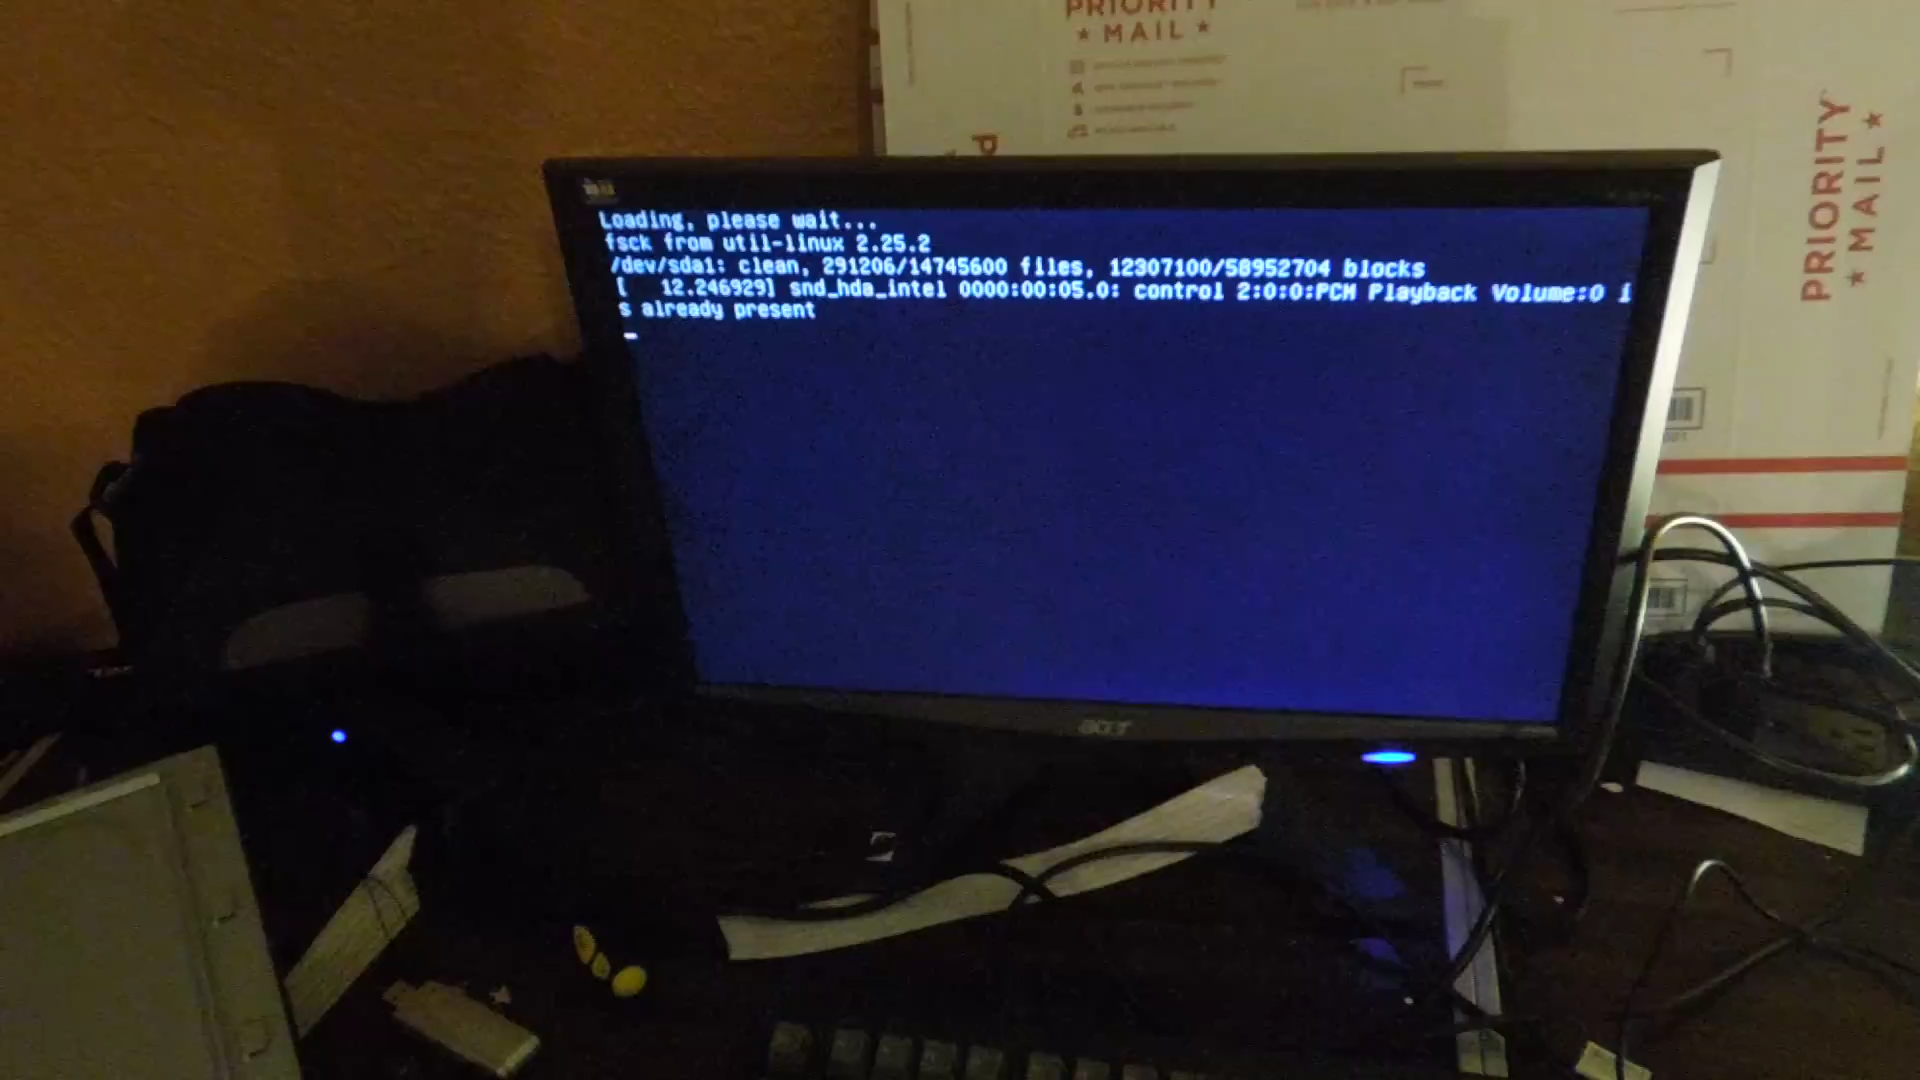 PRIORITY
★ MAIL ★
P
PRIORITY
★ MAIL ★
Loading, please wait...
fsck from util-linux 2.25.2
/dev/sda1: clean, 291206/14745600 files, 12307100/58952704 blocks
[   12.246929] snd_hda_intel 0000:00:05.0: control 2:0:0:PCM Playback Volume:0 i
s already present
acer